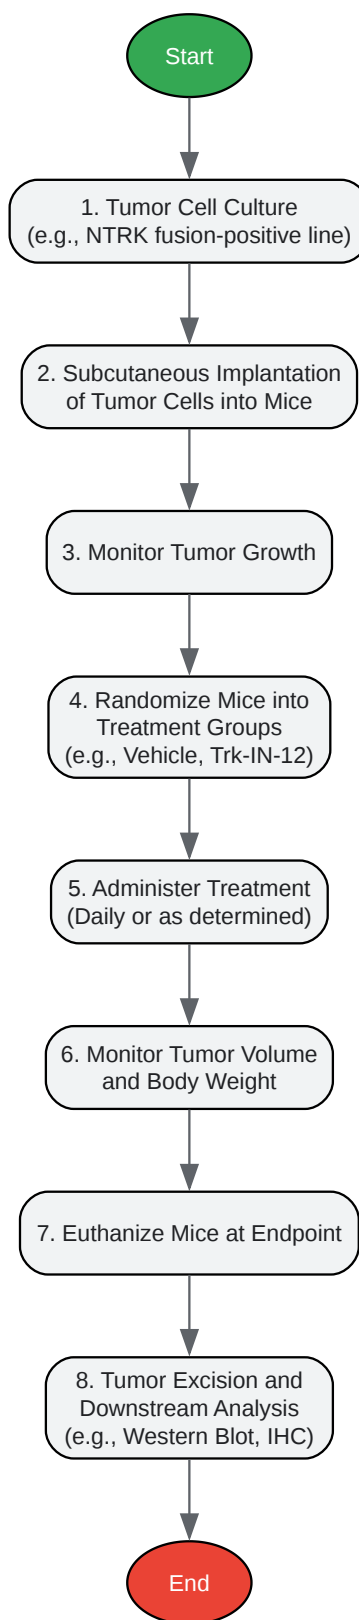 Start
1. Tumor Cell Culture
(e.g., NTRK fusion-positive line)
2. Subcutaneous Implantation
of Tumor Cells into Mice
3. Monitor Tumor Growth
4. Randomize Mice into
Treatment Groups
(e.g., Vehicle, Trk-IN-12)
5. Administer Treatment
(Daily or as determined)
6. Monitor Tumor Volume
and Body Weight
7. Euthanize Mice at Endpoint
8. Tumor Excision and
Downstream Analysis
(e.g., Western Blot, IHC)
End